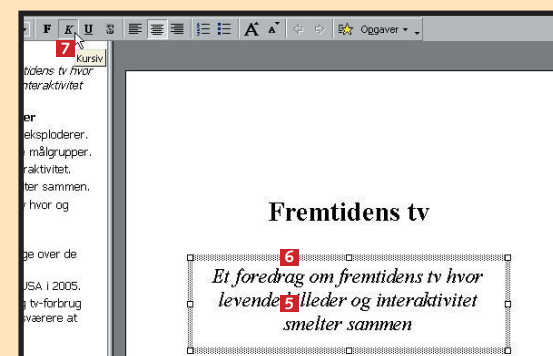 F K U S A A Opgaver
7
Kursiv
tidens tv hvor
nteraktivitet
er
eksploderer.
målgrupper.
raktivitet.
ter sammen.
hvor og
ge over de
USA i 2005.
g tv-forbrug
sværere at
Fremtidens tv
6
Et foredrag om fremtidens tv hvor
5
levende billeder og interaktivitet
smelter sammen